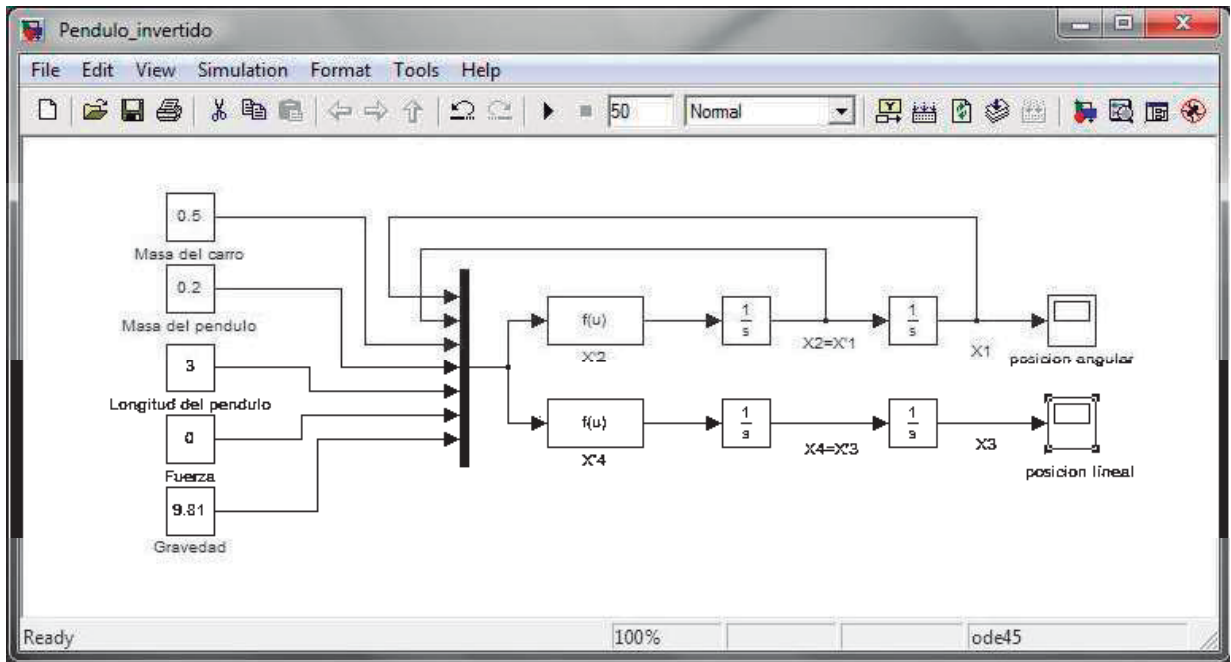 Pendulo_invertido
File Edit View Simulation Format Tools Help
50 Normal
0.5
Masa del carro
0.2
Masa del pendulo
3
Longitud del pendulo
0
Fuerza
9.81
Gravedad
f(u)
X'2
1
s
X2=X'1
1
s
X1
posicion angular
f(u)
X'4
1
s
X4=X'3
1
s
X3
posicion líneal
Ready 100% ode45